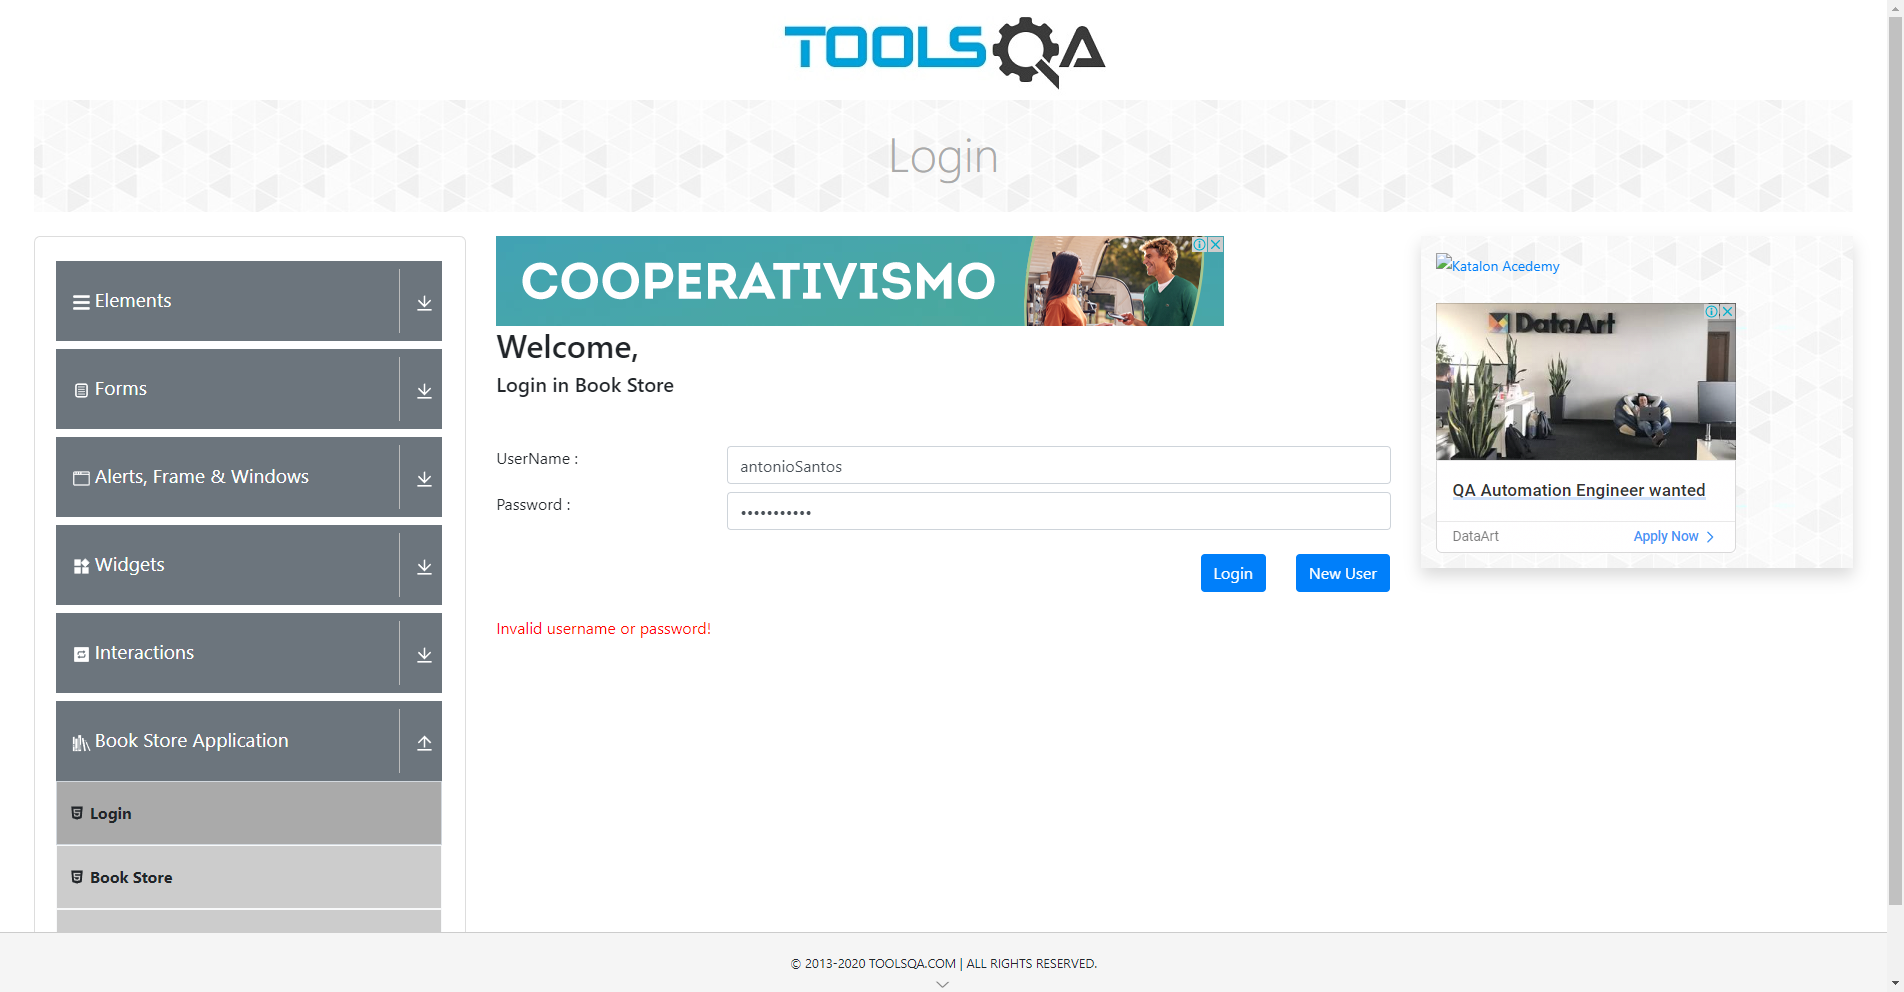 TOOLSQA
Login
Elements
Forms
Alerts, Frame & Windows
Widgets
Interactions
Book Store Application
Login
Book Store
COOPERATIVISMO
Welcome,
Login in Book Store
UserName :
antonioSantos
Password :
•••••••••••
Login
New User
Invalid username or password!
Katalon Acedemy
DataArt
QA Automation Engineer wanted
DataArt
Apply Now
© 2013-2020 TOOLSQA.COM | ALL RIGHTS RESERVED.